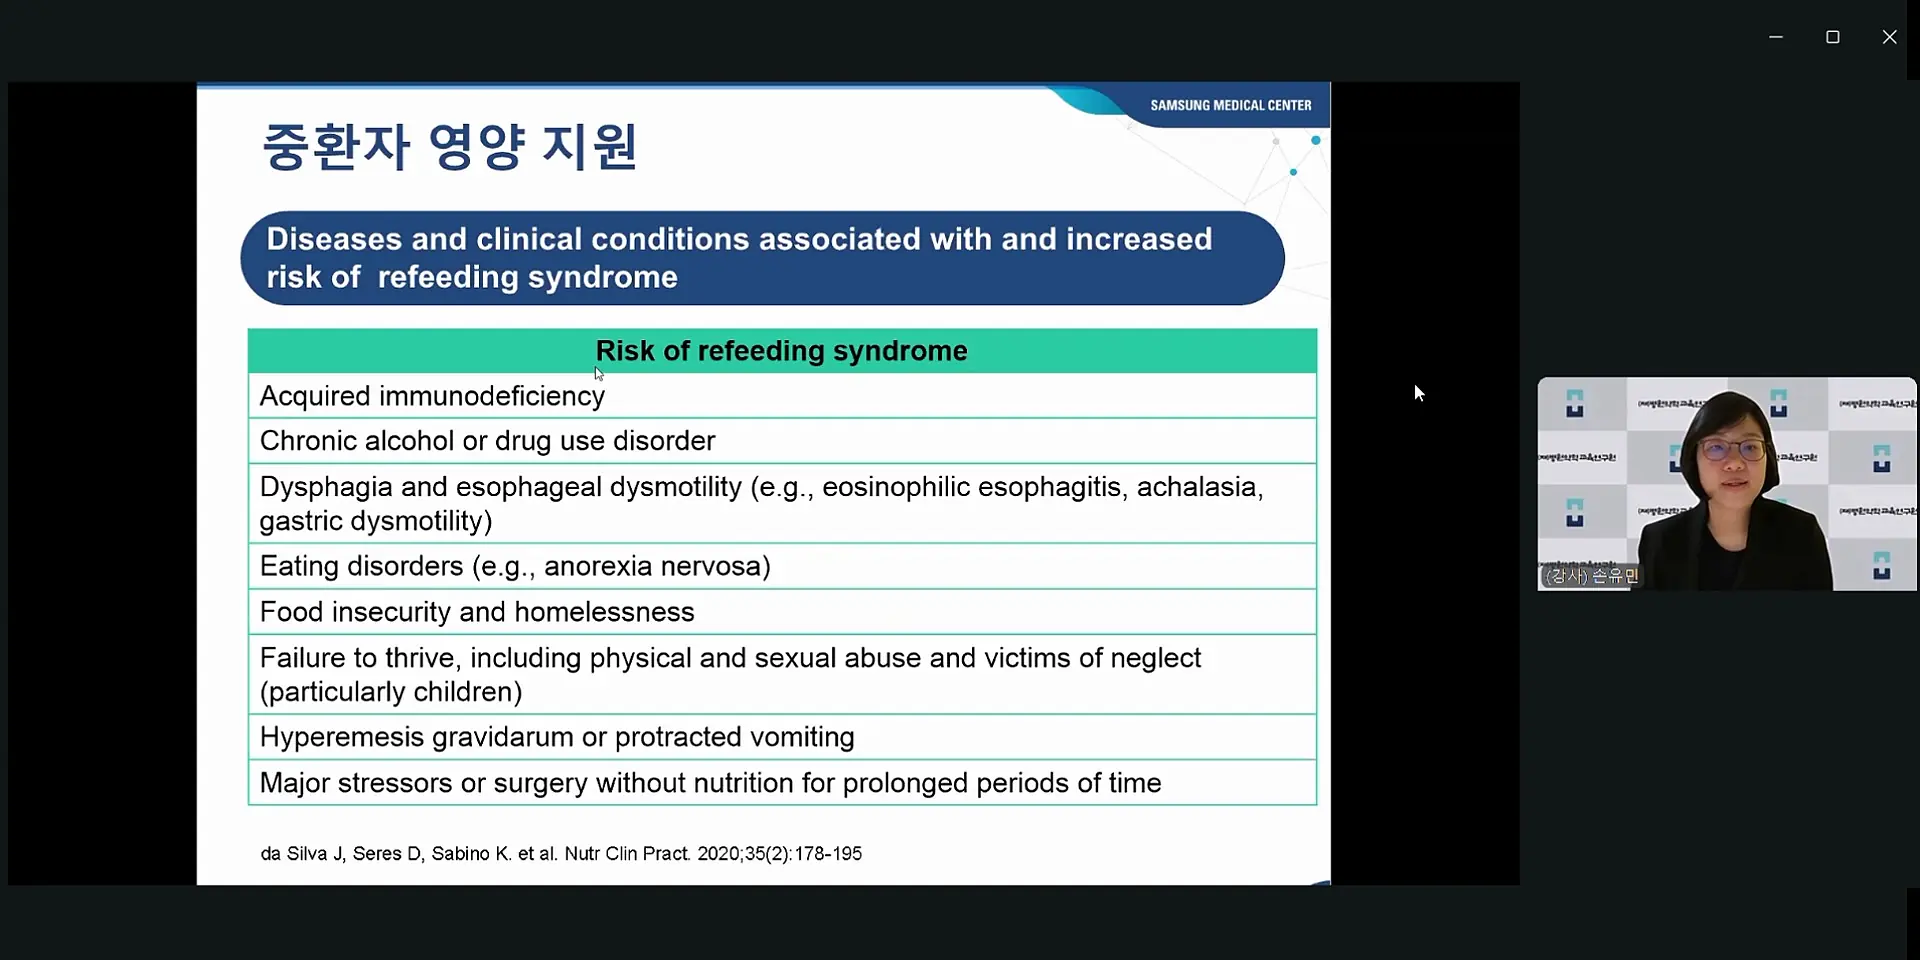 SAMSUNG MEDICAL CENTER
중환자 영양 지원
Diseases and clinical conditions associated with and increased
risk of refeeding syndrome
Risk of refeeding syndrome
Acquired immunodeficiency
Chronic alcohol or drug use disorder
Dysphagia and esophageal dysmotility (e.g., eosinophilic esophagitis, achalasia,
gastric dysmotility)
Eating disorders (e.g., anorexia nervosa)
Food insecurity and homelessness
Failure to thrive, including physical and sexual abuse and victims of neglect
(particularly children)
Hyperemesis gravidarum or protracted vomiting
Major stressors or surgery without nutrition for prolonged periods of time
da Silva J, Seres D, Sabino K. et al. Nutr Clin Pract. 2020;35(2):178-195
(강사) 손유민